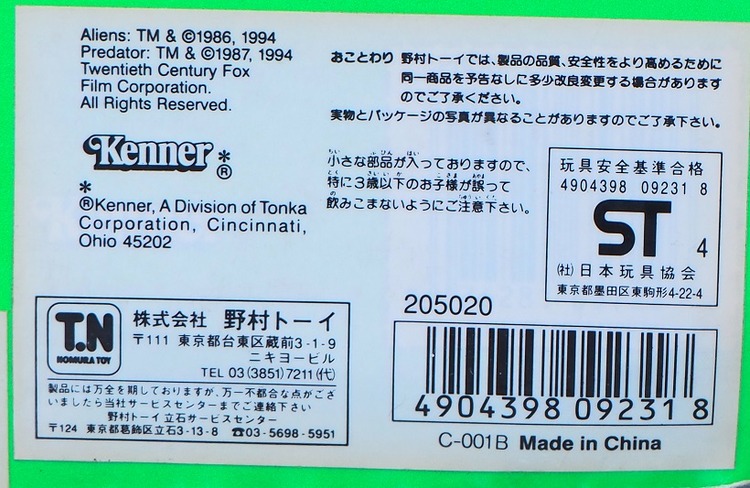 Aliens: TM & ©1986, 1994
Predator: TM & ©1987, 1994
Twentieth Century Fox
Film Corporation.
All Rights Reserved.
Kenner*®
*
®Kenner, A Division of Tonka
Corporation, Cincinnati,
Ohio 45202
おことわり 野村トーイでは、製品の品質、安全性をより高めるために
同一商品を予告なしに多少改良変更する場合があります
のでご了承ください。
実物とパッケージの写真が異なることがありますのでご了承下さい。
小さな部品が入っておりますので、
特に3歳以下のお子様が誤って
飲みこまないようにご注意下さい。
玩具安全基準合格
4904398 09231 8
ST 4
(社)日本玩具協会
東京都墨田区東駒形4-22-4
T.N
NOMURA TOY
株式会社 野村トーイ
〒111 東京都台東区蔵前3-1-9
ニキヨービル
TEL 03(3851)7211(代)
製品には万全を期しておりますが、万一不都合な点がござ
いましたら当社サービスセンターまでご連絡下さい
野村トーイ 立石サービスセンター
〒124 東京都葛飾区立石3-13-8 ☎03-5698-5951
205020
4904398 09231 8
C-001B Made in China